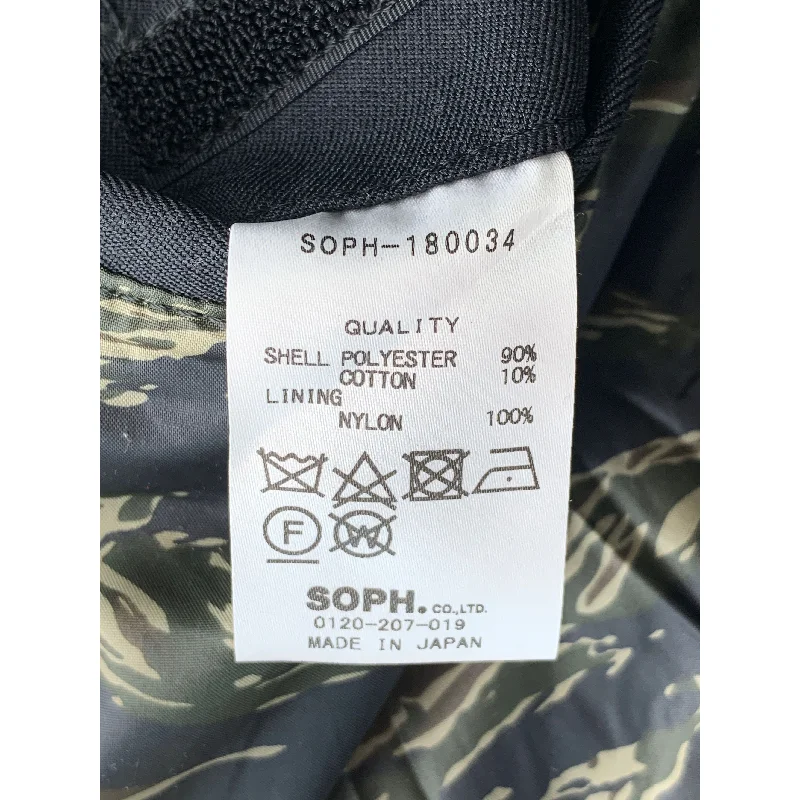 SOPH-180034
QUALITY
SHELL POLYESTER 90%
COTTON 10%
LINING
NYLON 100%
F W
SOPH. CO.,LTD.
0120-207-019
MADE IN JAPAN